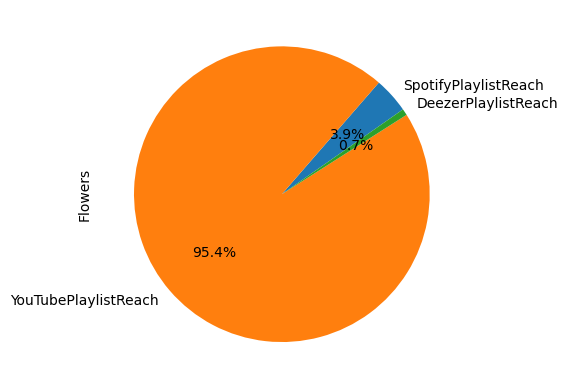 SpotifyPlaylistReach
DeezerPlaylistReach
3.9%
0.7%
Flowers
95.4%
YouTubePlaylistReach